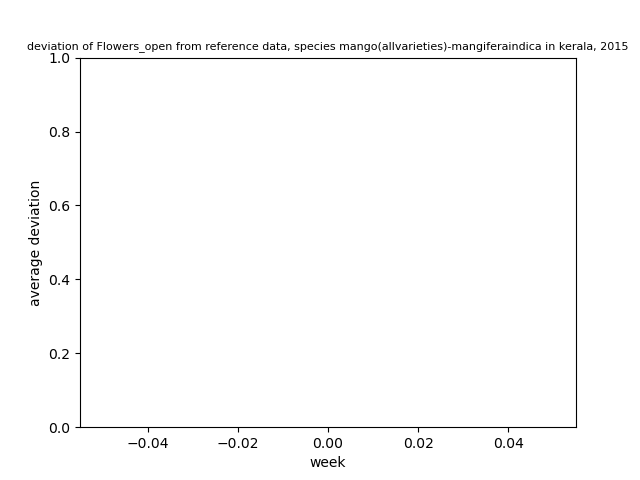 deviation of Flowers_open from reference data, species mango(allvarieties)-mangiferaindica in kerala, 2015
1.0
0.8
0.6
0.4
0.2
0.0
average deviation
−0.04 −0.02 0.00 0.02 0.04
week